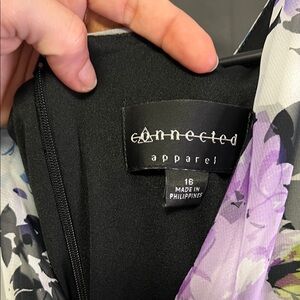 connected
apparel
16
MADE IN
PHILIPPINES